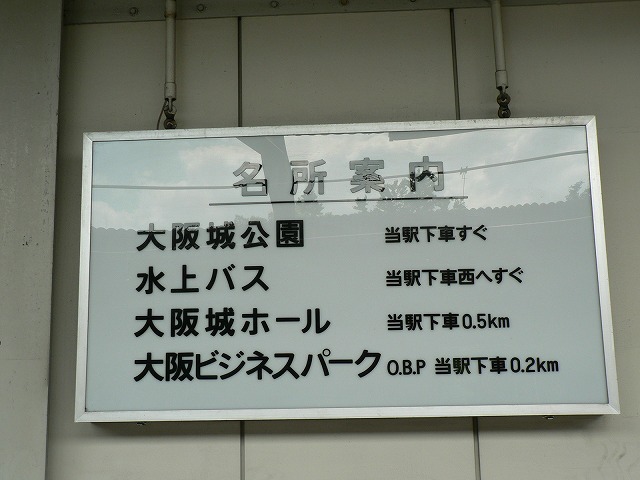 名所案内
大阪城公園 当駅下車すぐ
水上バス 当駅下車西へすぐ
大阪城ホール 当駅下車0.5km
大阪ビジネスパーク O.B.P 当駅下車0.2km